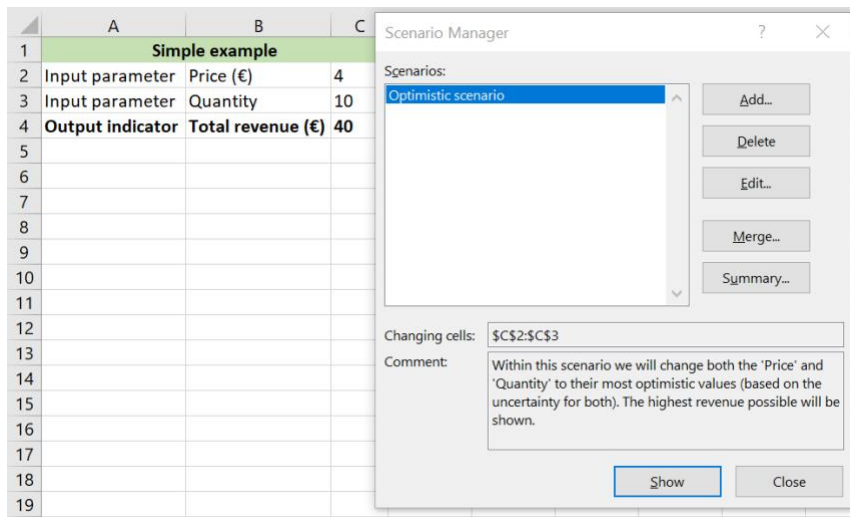 A B C
1 Simple example
2 Input parameter Price (€) 4
3 Input parameter Quantity 10
4 Output indicator Total revenue (€) 40
5
6
7
8
9
10
11
12
13
14
15
16
17
18
19
Scenario Manager ? ×
Scenarios:
Optimistic scenario
Add...
Delete
Edit...
Merge...
Summary...
Changing cells: $C$2:$C$3
Comment: Within this scenario we will change both the 'Price' and
'Quantity' to their most optimistic values (based on the
uncertainty for both). The highest revenue possible will be
shown.
Show Close